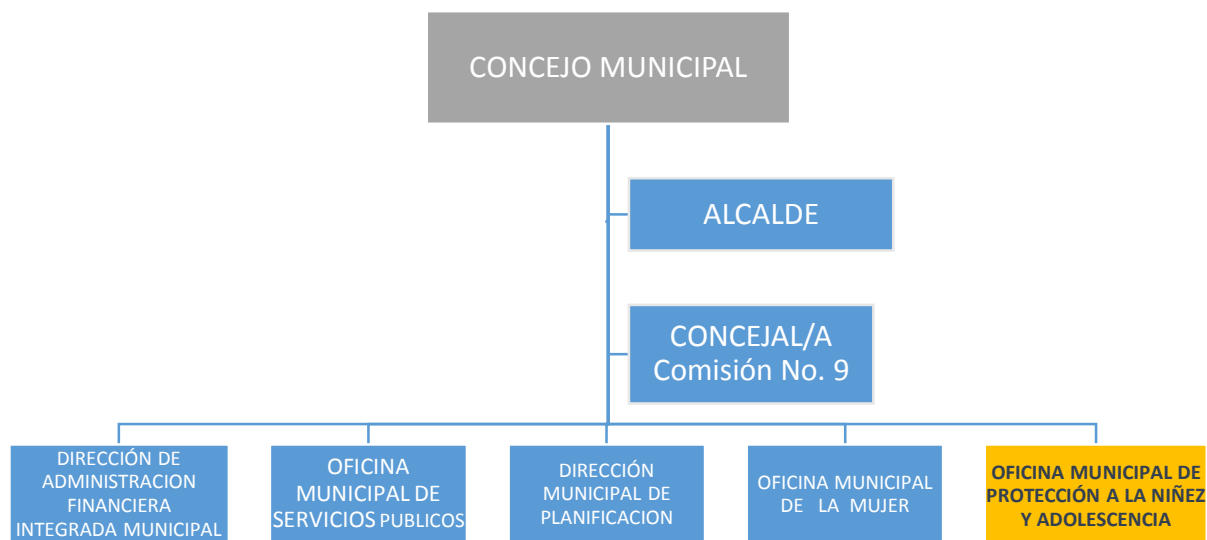 CONCEJO MUNICIPAL
ALCALDE
CONCEJAL/A
Comisión No. 9
DIRECCIÓN DE
ADMINISTRACION
FINANCIERA
INTEGRADA MUNICIPAL
OFICINA
MUNICIPAL DE
SERVICIOS PUBLICOS
DIRECCIÓN
MUNICIPAL DE
PLANIFICACION
OFICINA MUNICIPAL
DE LA MUJER
OFICINA MUNICIPAL DE
PROTECCIÓN A LA NIÑEZ
Y ADOLESCENCIA